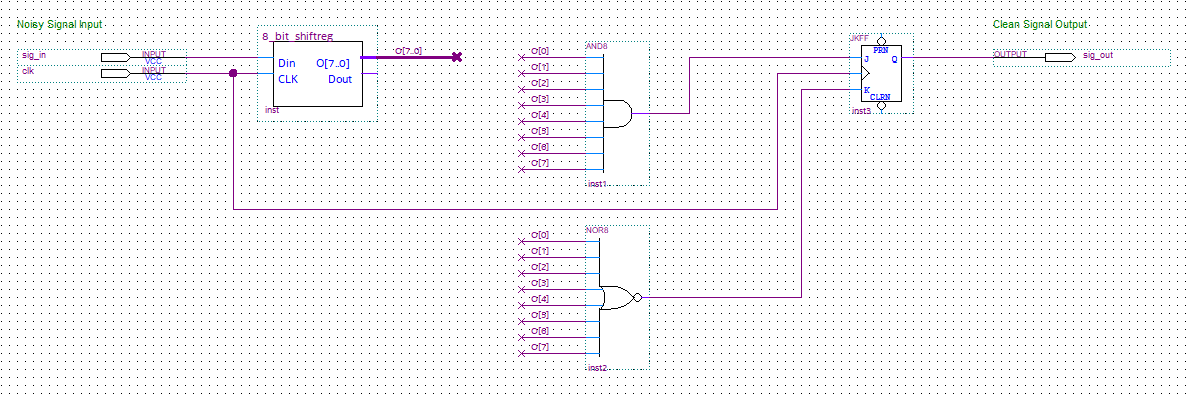 Noisy Signal Input
Clean Signal Output
sig_in
INPUT
VCC
clk
INPUT
VCC
8_bit_shiftreg
Din
O[7..0]
CLK
Dout
inst
O[7..0]
AND8
O[0]
O[1]
O[2]
O[3]
O[4]
O[5]
O[6]
O[7]
inst1
NOR8
O[0]
O[1]
O[2]
O[3]
O[4]
O[5]
O[6]
O[7]
inst2
JKFF
PRN
J
Q
K
CLRN
inst3
OUTPUT
sig_out